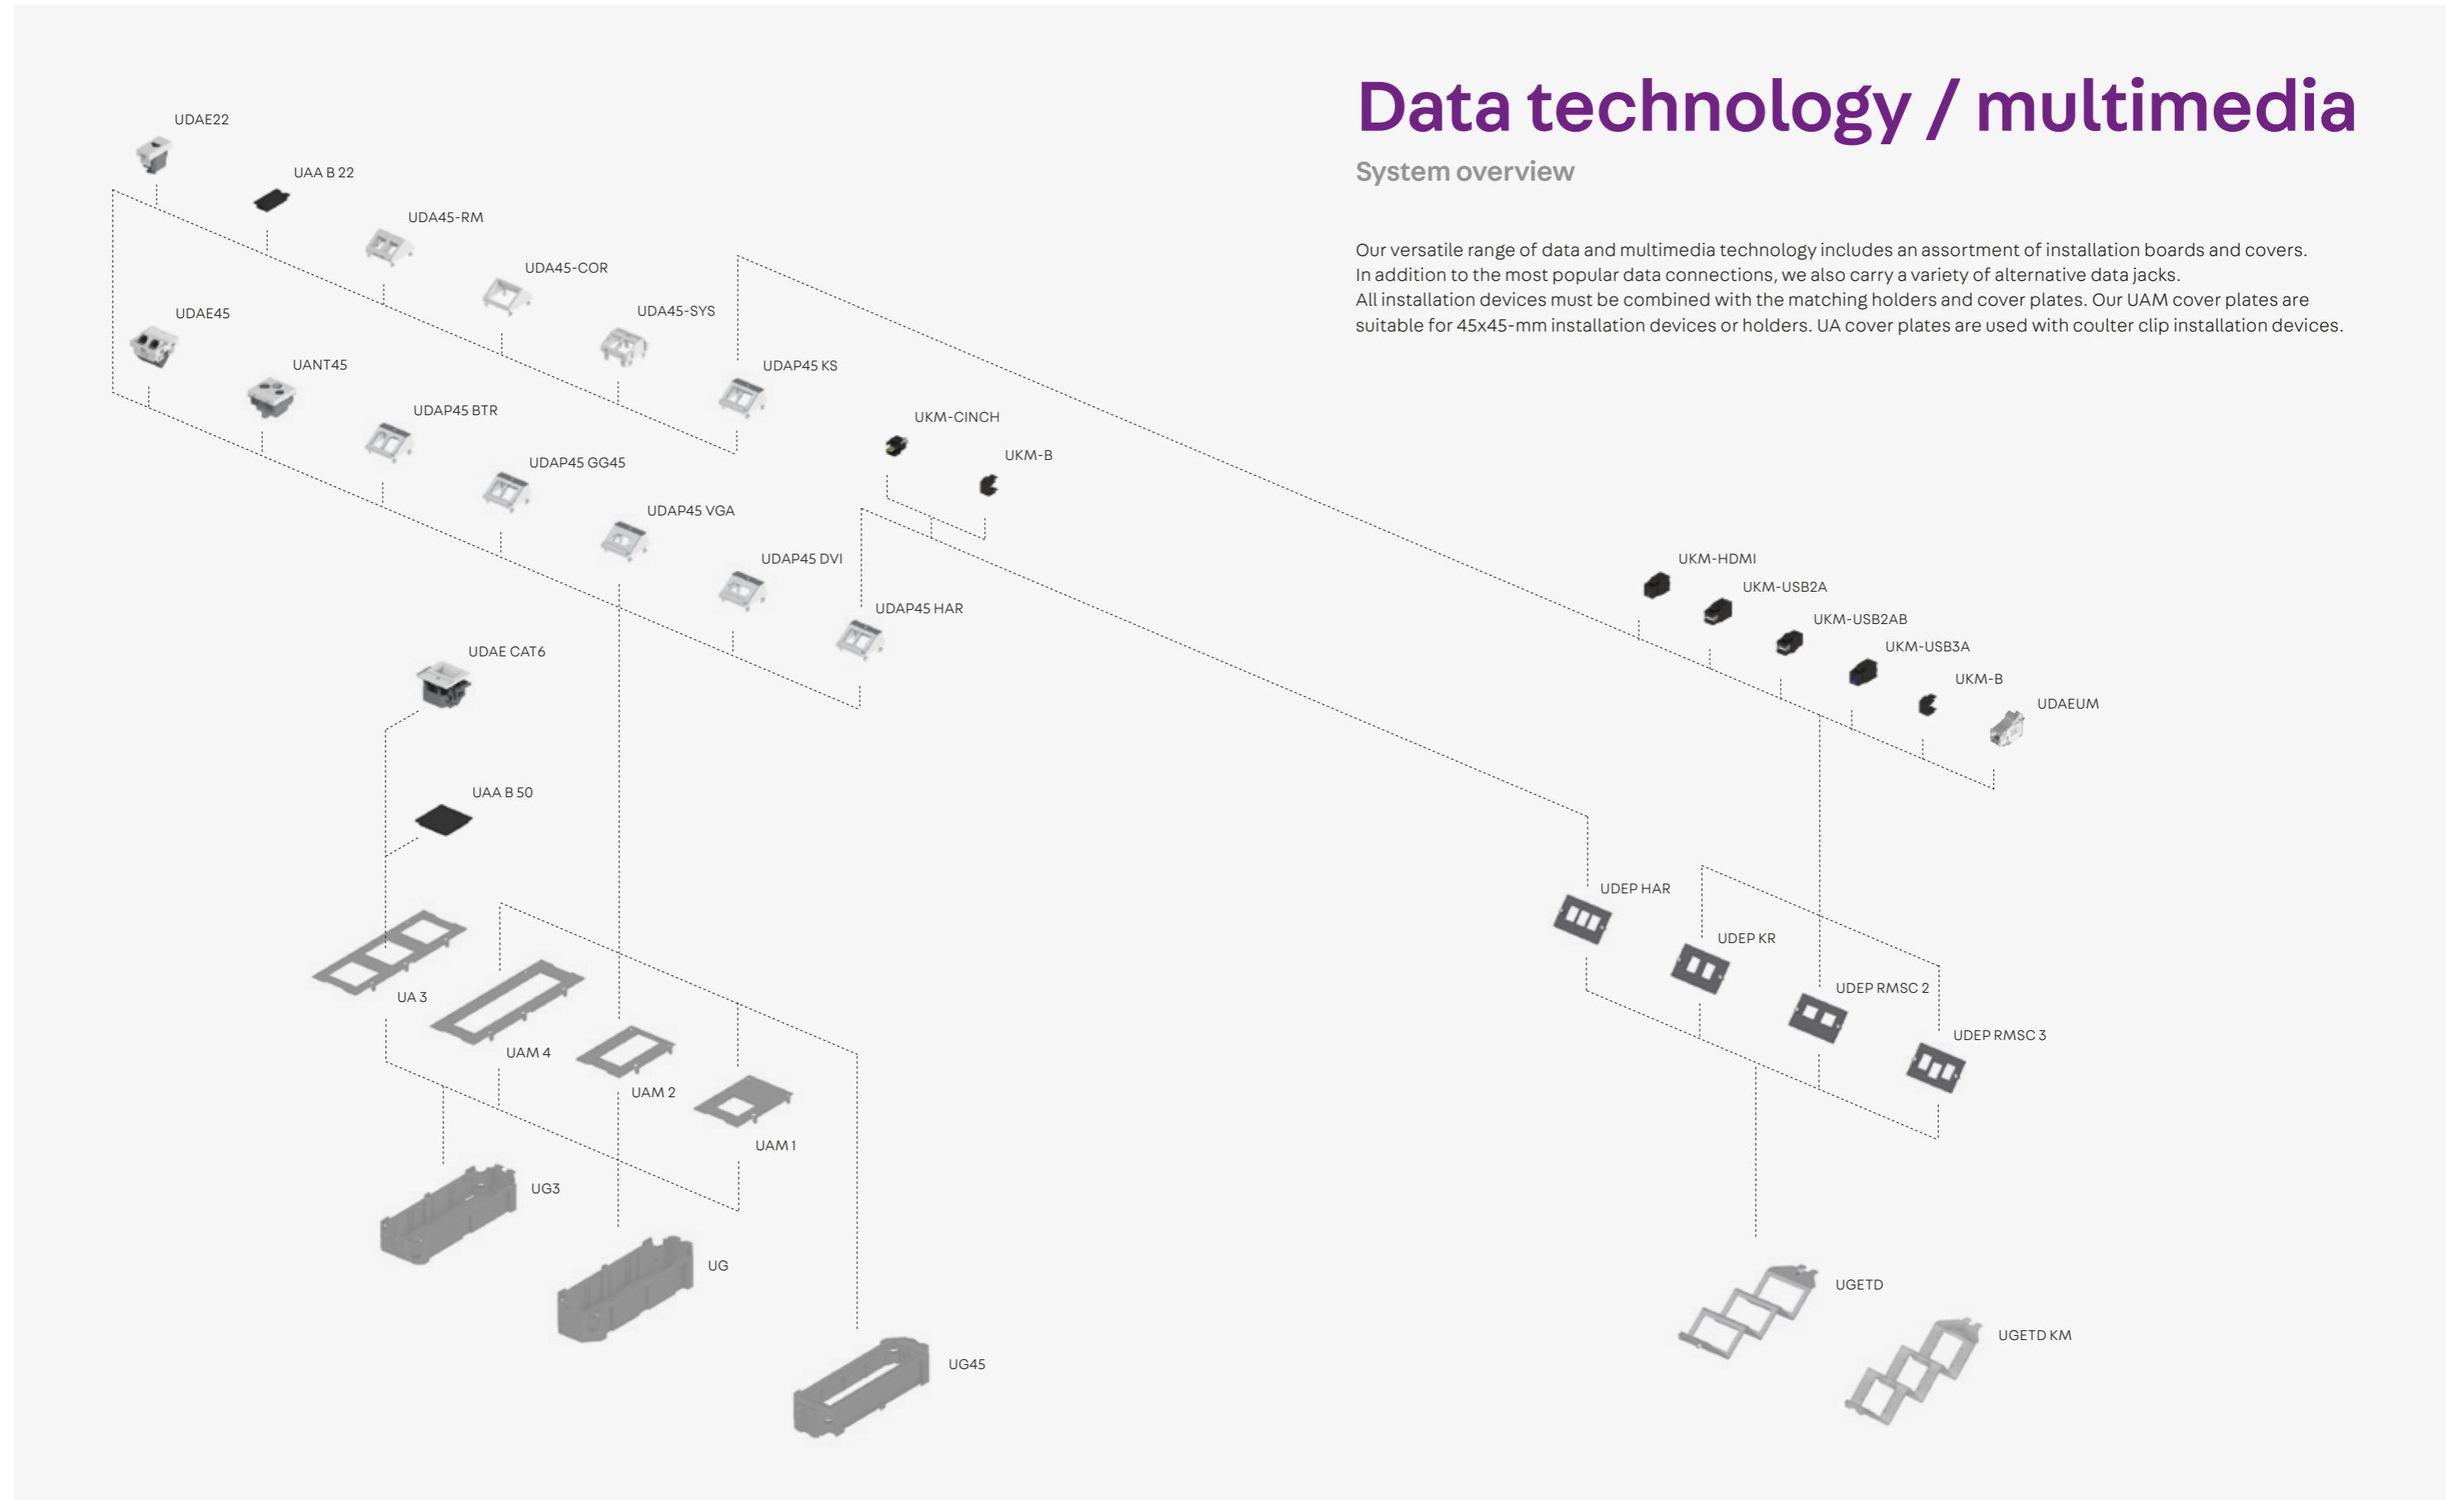 Data technology / multimedia
System overview
Our versatile range of data and multimedia technology includes an assortment of installation boards and covers.
In addition to the most popular data connections, we also carry a variety of alternative data jacks.
All installation devices must be combined with the matching holders and cover plates. Our UAM cover plates are
suitable for 45x45-mm installation devices or holders. UA cover plates are used with coulter clip installation devices.
UDAE22
UAA B 22
UDA45-RM
UDA45-COR
UDA45-SYS
UDAP45 KS
UDAE45
UANT45
UDAP45 BTR
UDAP45 GG45
UDAP45 VGA
UDAP45 DVI
UDAP45 HAR
UKM-CINCH
UKM-B
UKM-HDMI
UKM-USB2A
UKM-USB2AB
UKM-USB3A
UKM-B
UDAEUM
UDAE CAT6
UAA B 50
UA 3
UAM 4
UAM 2
UAM 1
UG3
UG
UG45
UDEP HAR
UDEP KR
UDEP RMSC 2
UDEP RMSC 3
UGETD
UGETD KM